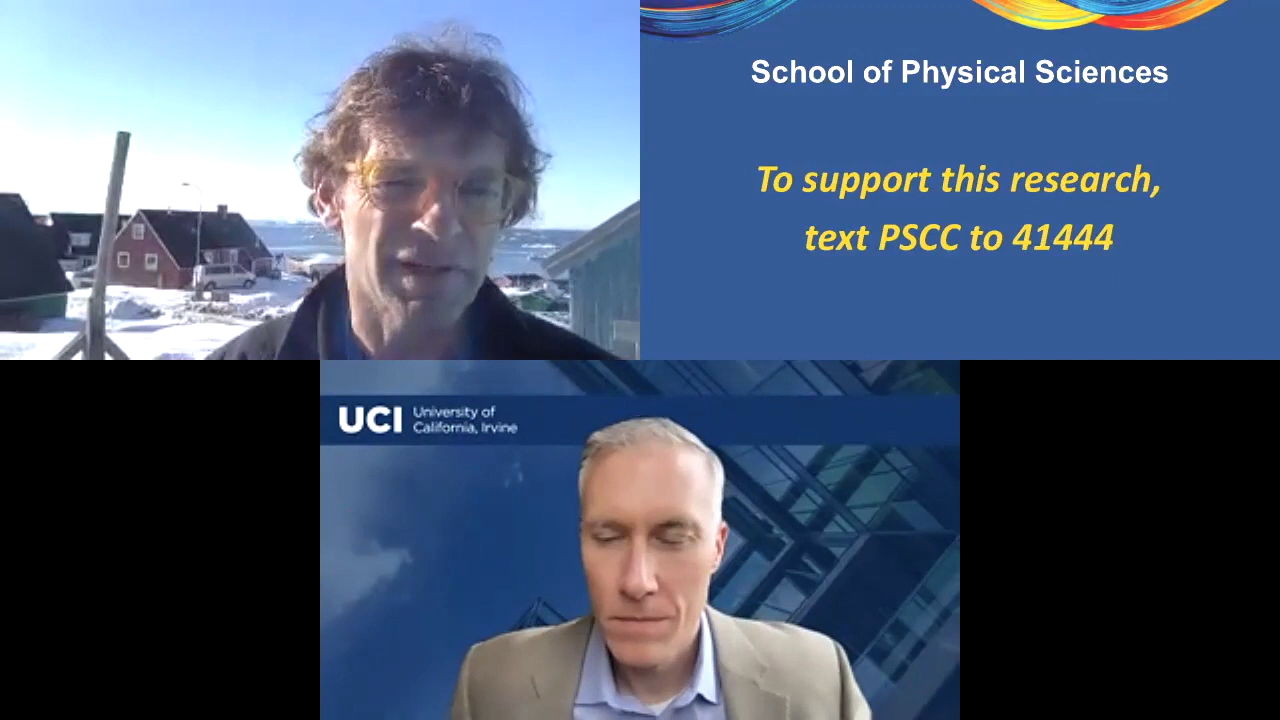 School of Physical Sciences
To support this research,
text PSCC to 41444
UCI University of
California, Irvine